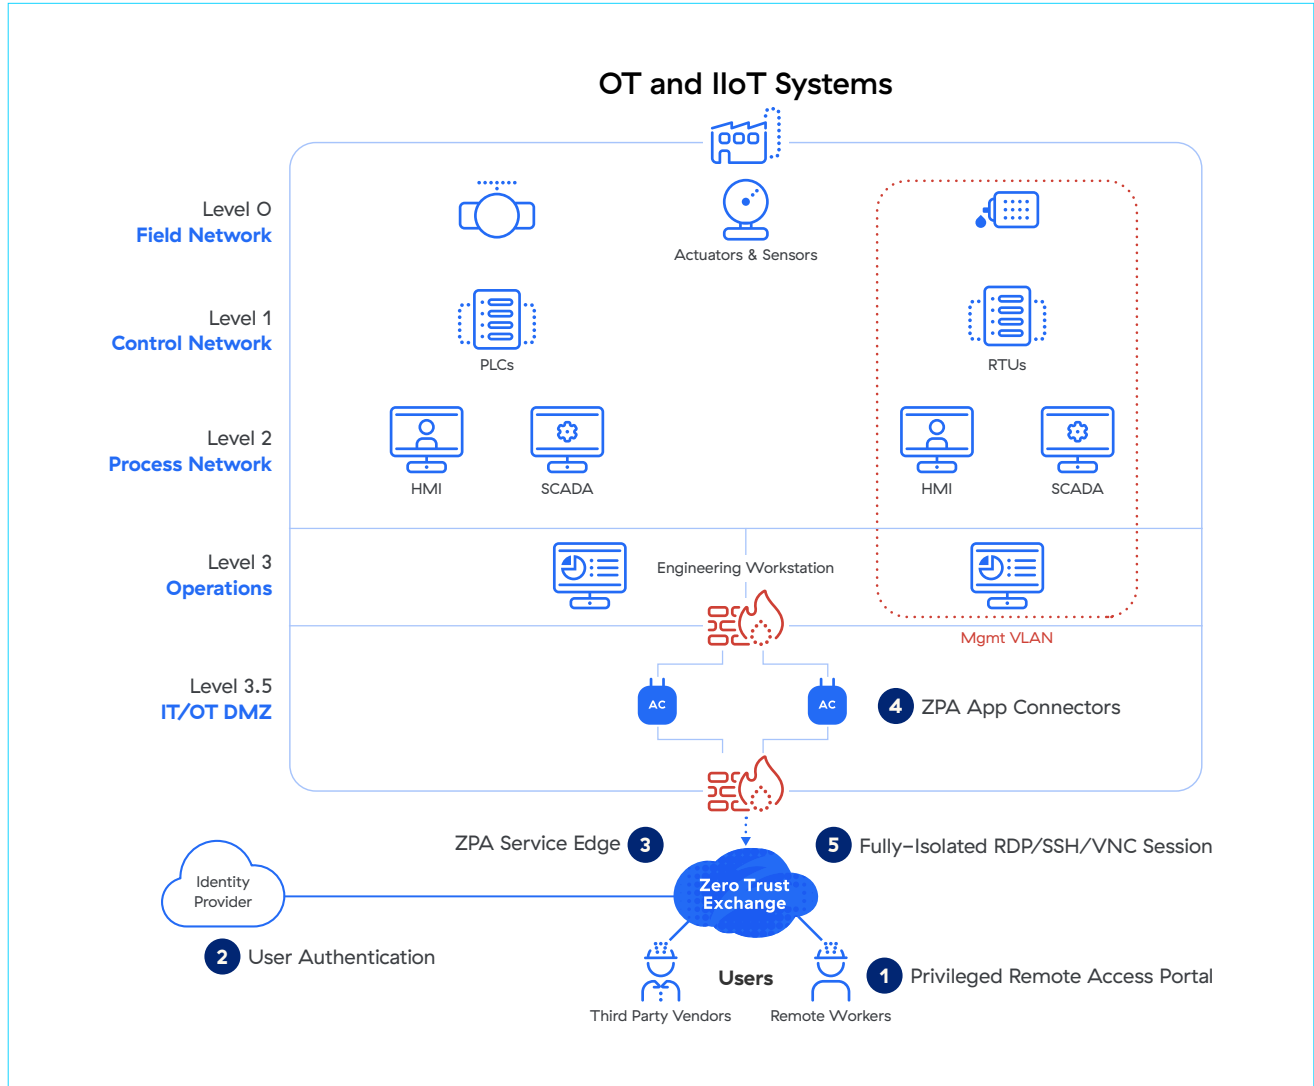 OT and IIoT Systems
Level 0
Field Network
Actuators & Sensors
Level 1
Control Network
PLCs
RTUs
Level 2
Process Network
HMI
SCADA
HMI
SCADA
Level 3
Operations
Engineering Workstation
Mgmt VLAN
Level 3.5
IT/OT DMZ
AC
AC
4 ZPA App Connectors
ZPA Service Edge 3
5 Fully-Isolated RDP/SSH/VNC Session
Identity
Provider
Zero Trust
Exchange
2 User Authentication
Users
1 Privileged Remote Access Portal
Third Party Vendors
Remote Workers